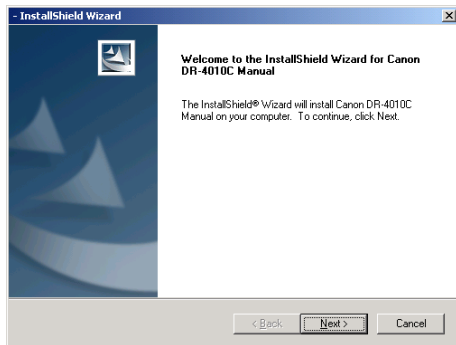 - InstallShield Wizard
Welcome to the InstallShield Wizard for Canon
DR-4010C Manual
The InstallShield® Wizard will install Canon DR-4010C
Manual on your computer. To continue, click Next.
< Back
Next >
Cancel